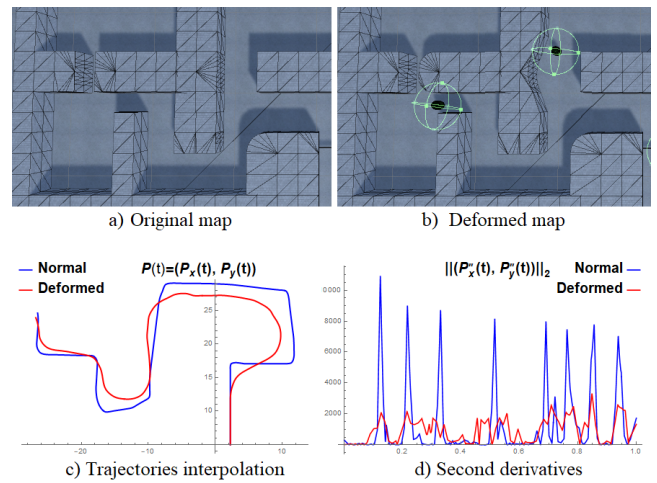 a) Original map
b) Deformed map
Normal
Deformed
P(t)=(Px(t), Py(t))
25
20
15
10
5
-20
-10
0
10
c) Trajectories interpolation
||(P''x(t), P''y(t))||2
Normal
Deformed
0000
8000
6000
4000
2000
0.2
0.4
0.6
0.8
1.0
d) Second derivatives